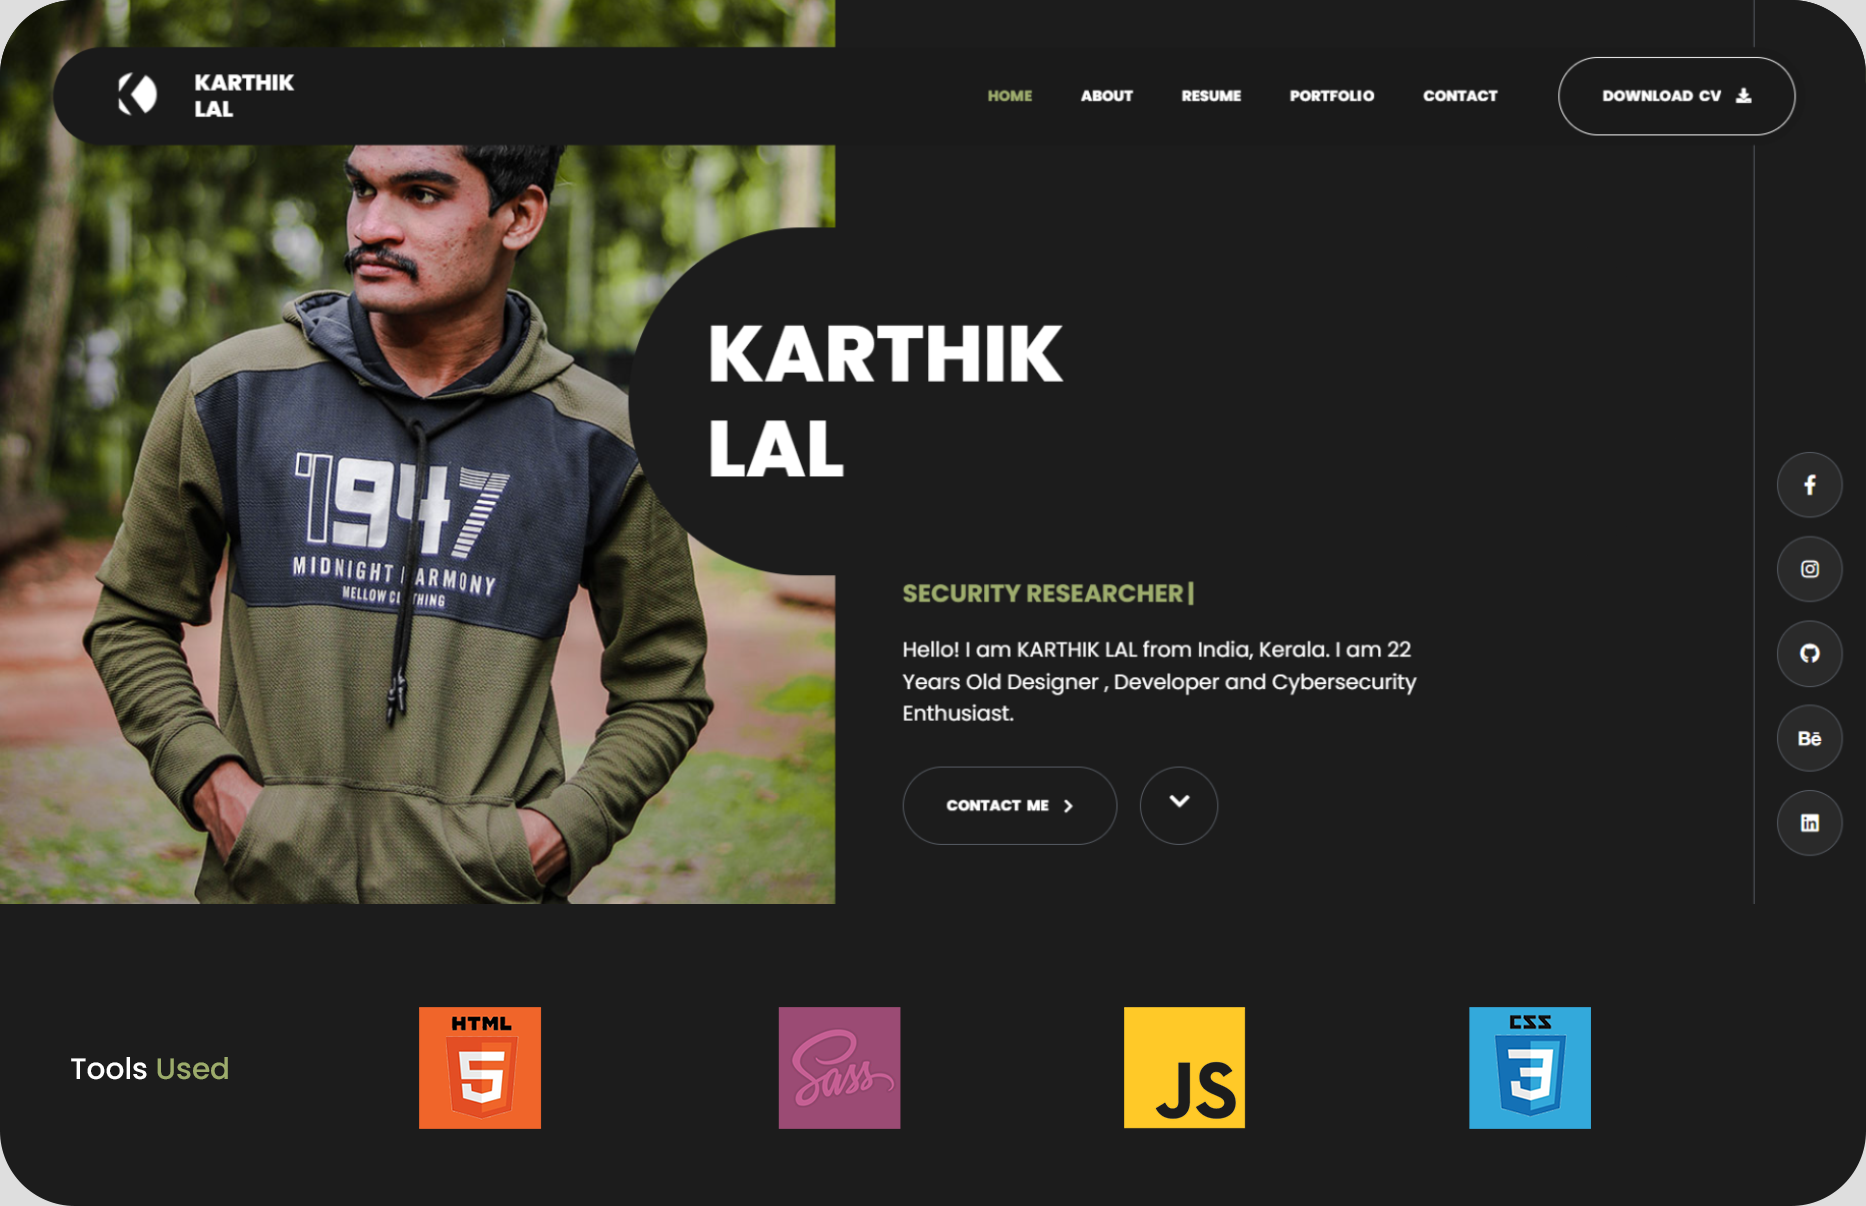 KARTHIK
LAL
HOME ABOUT RESUME PORTFOLIO CONTACT DOWNLOAD CV
KARTHIK
LAL
1947
MIDNIGHT ARMONY
MELLOW C THING
SECURITY RESEARCHER|
Hello! I am KARTHIK LAL from India, Kerala. I am 22
Years Old Designer , Developer and Cybersecurity
Enthusiast.
CONTACT ME
Bē
in
Tools Used
HTML
5
Sass
JS
CSS
3